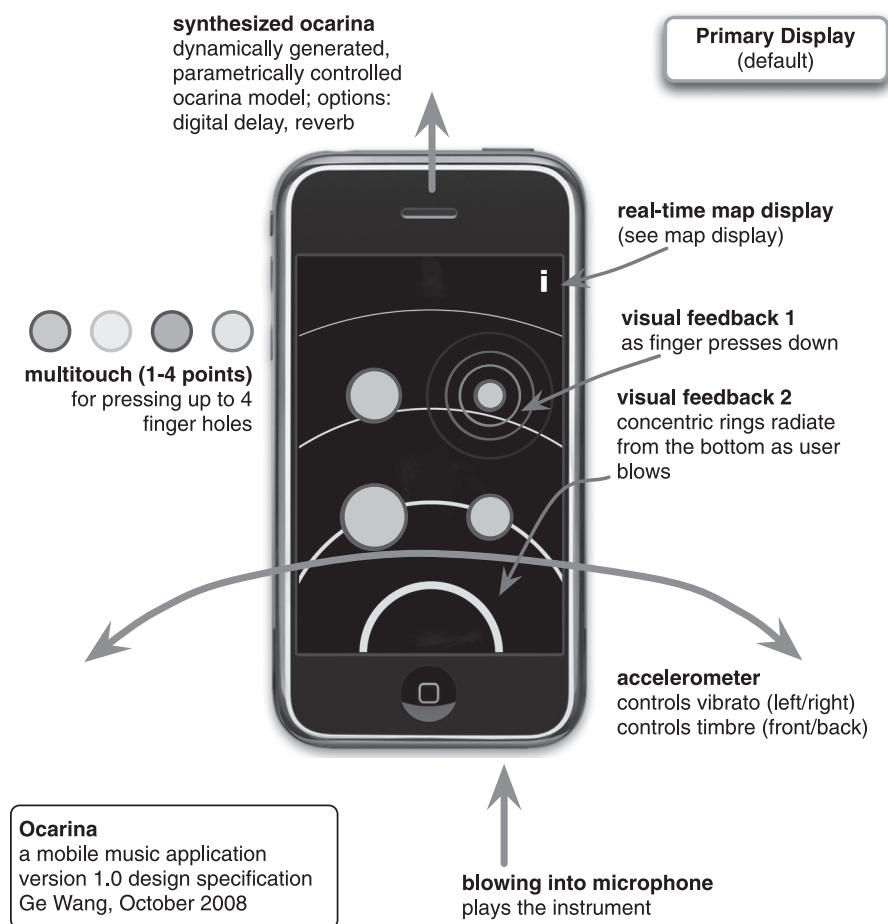 synthesized ocarina
dynamically generated,
parametrically controlled
ocarina model; options:
digital delay, reverb
Primary Display
(default)
real-time map display
(see map display)
i
visual feedback 1
as finger presses down
multitouch (1-4 points)
for pressing up to 4
finger holes
visual feedback 2
concentric rings radiate
from the bottom as user
blows
accelerometer
controls vibrato (left/right)
controls timbre (front/back)
Ocarina
a mobile music application
version 1.0 design specification
Ge Wang, October 2008
blowing into microphone
plays the instrument